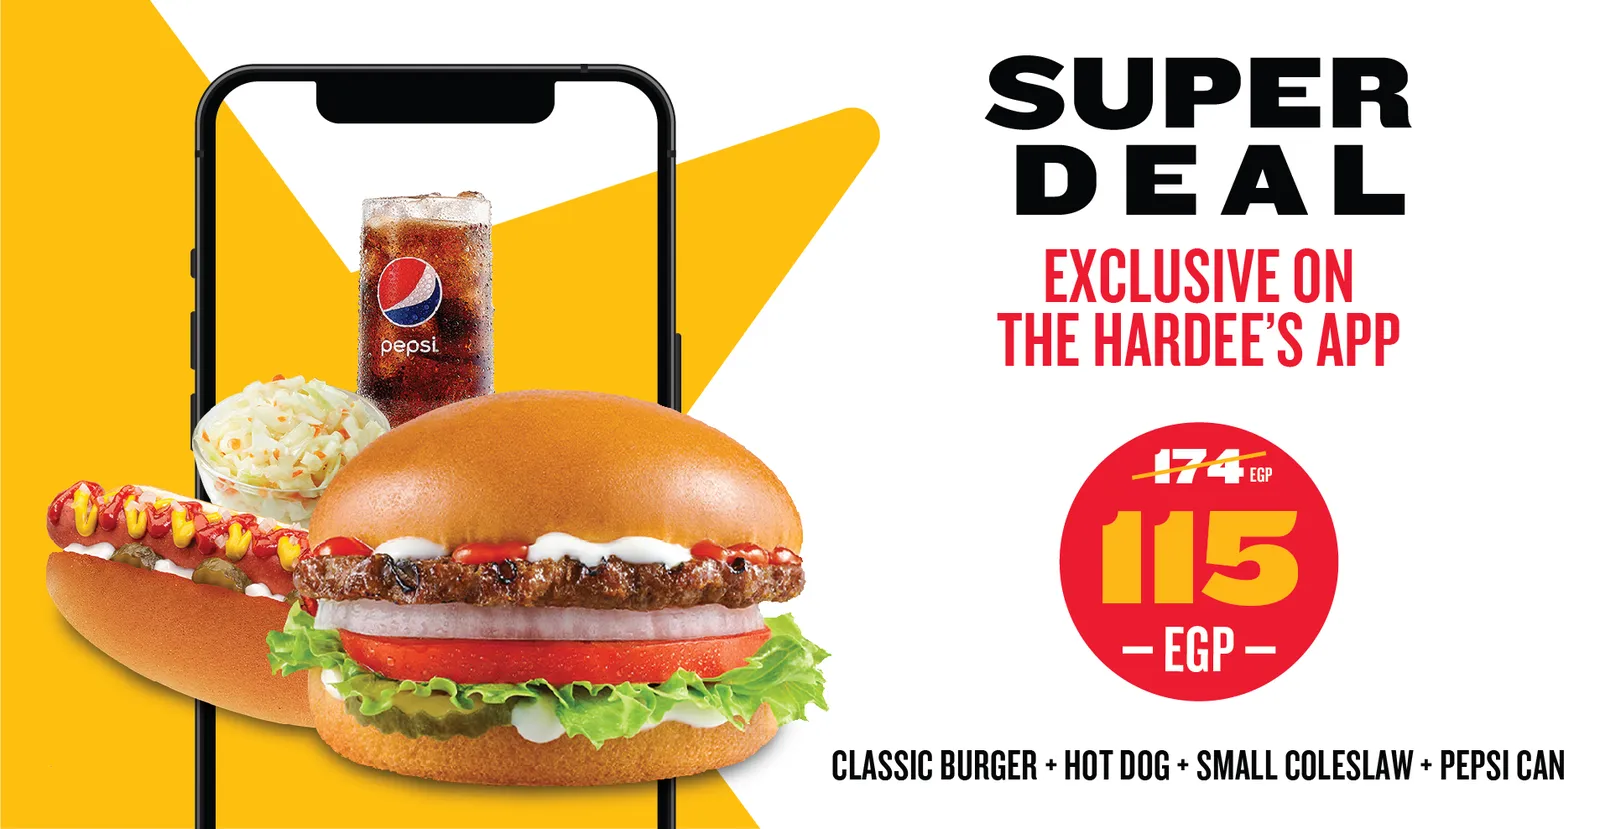 pepsi
SUPER
DEAL
EXCLUSIVE ON
THE HARDEE'S APP
174 EGP
115
— EGP —
CLASSIC BURGER + HOT DOG + SMALL COLESLAW + PEPSI CAN